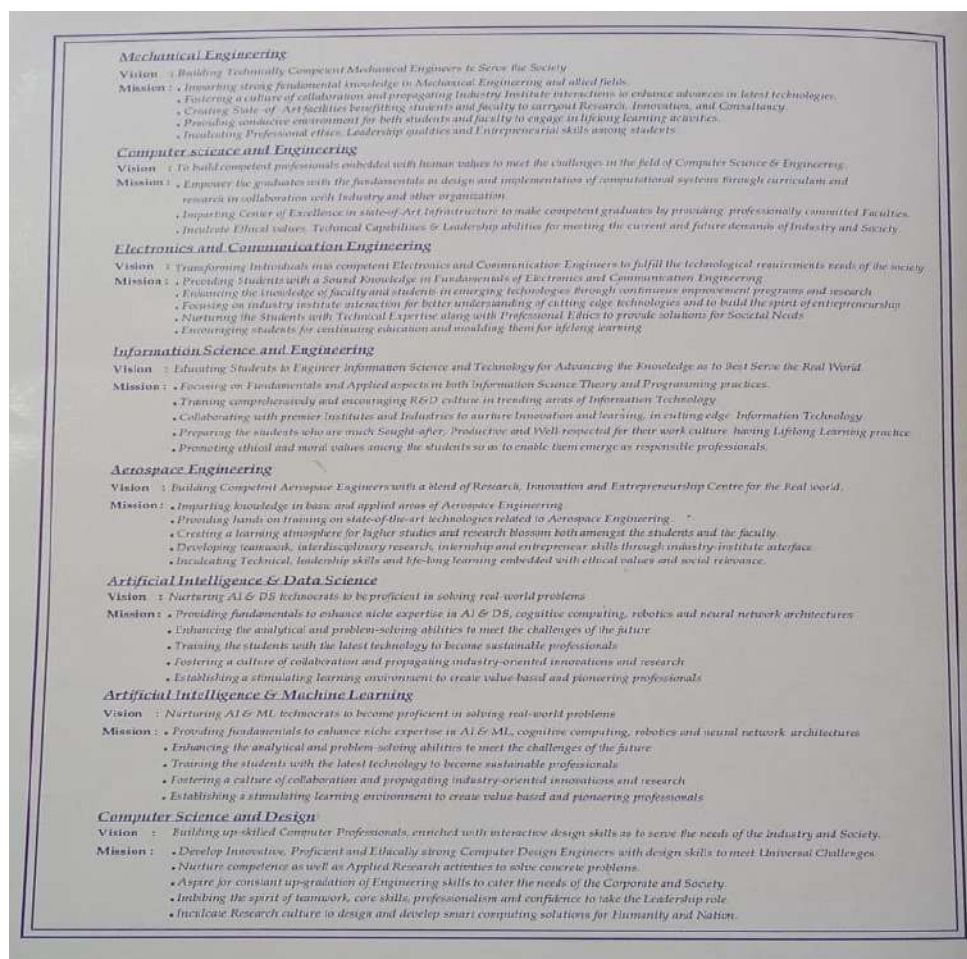 Mechanical Engineering
Vision : Building Technically Competent Mechanical Engineers to Serve the Society
Mission : • Imparting strong fundamental knowledge in Mechanical Engineering and allied fields.
• Fostering a culture of collaboration and propagating Industry Institute interactions to enhance advances in latest technologies.
• Creating State-of-Art facilities benefitting students and faculty to carryout Research, Innovation, and Consultancy.
• Providing conducive environment for both students and faculty to engage in lifelong learning activities.
• Inculcating Professional ethics, Leadership qualities and Entrepreneurial skills among students
Computer science and Engineering
Vision : To build competent professionals embedded with human values to meet the challenges in the field of Computer Science & Engineering.
Mission : • Empower the graduates with the fundamentals in design and implementation of computational systems through curriculum and
research in collaboration with Industry and other organization
• Imparting Center of Excellence in state-of-Art Infrastructure to make competent graduates by providing professionally committed Faculties.
• Inculcate Ethical values, Technical Capabilities & Leadership abilities for meeting the current and future demands of Industry and Society
Electronics and Communication Engineering
Vision : Transforming Individuals into competent Electronics and Communication Engineers to fulfill the technological requirements needs of the society
Mission : • Providing Students with a Sound Knowledge in Fundamentals of Electronics and Communication Engineering
• Enhancing the knowledge of faculty and students in emerging technologies through continuous improvement programs and research
• Focusing on industry institute interaction for better understanding of cutting edge technologies and to build the spirit of entrepreneurship
• Nurturing the Students with Technical Expertise along with Professional Ethics to provide solutions for Societal Needs
• Encouraging students for continuing education and moulding them for lifelong learning
Information Science and Engineering
Vision : Educating Students to Engineer Information Science and Technology for Advancing the Knowledge as to Best Serve the Real World.
Mission : • Focusing on Fundamentals and Applied aspects in both Information Science Theory and Programming practices.
• Training comprehensively and encouraging R&D culture in trending areas of Information Technology
• Collaborating with premier Institutes and Industries to nurture Innovation and learning, in cutting edge Information Technology
• Preparing the students who are much Sought-after, Productive and Well-respected for their work culture having Lifelong Learning practice
• Promoting ethical and moral values among the students so as to enable them emerge as responsible professionals.
Aerospace Engineering
Vision : Building Competent Aerospace Engineers with a blend of Research, Innovation and Entrepreneurship Centre for the Real world.
Mission : • Imparting knowledge in basic and applied areas of Aerospace Engineering
• Providing hands on training on state-of-the-art technologies related to Aerospace Engineering.
• Creating a learning atmosphere for higher studies and research blossom both amongst the students and the faculty.
• Developing teamwork, interdisciplinary research, internship and entrepreneur skills through industry-institute interface
• Inculcating Technical, leadership skills and life-long learning embedded with ethical values and social relevance.
Artificial Intelligence & Data Science
Vision : Nurturing AI & DS technocrats to be proficient in solving real-world problems
Mission : • Providing fundamentals to enhance niche expertise in AI & DS, cognitive computing, robotics and neural network architectures
• Enhancing the analytical and problem-solving abilities to meet the challenges of the future
• Training the students with the latest technology to become sustainable professionals
• Fostering a culture of collaboration and propagating industry-oriented innovations and research
• Establishing a stimulating learning environment to create value-based and pioneering professionals
Artificial Intelligence & Machine Learning
Vision : Nurturing AI & ML technocrats to become proficient in solving real-world problems
Mission : • Providing fundamentals to enhance niche expertise in AI & ML, cognitive computing, robotics and neural network architectures
• Enhancing the analytical and problem-solving abilities to meet the challenges of the future
• Training the students with the latest technology to become sustainable professionals
• Fostering a culture of collaboration and propagating industry-oriented innovations and research
• Establishing a stimulating learning environment to create value-based and pioneering professionals
Computer Science and Design
Vision : Building up-skilled Computer Professionals, enriched with interactive design skills as to serve the needs of the Industry and Society.
Mission : • Develop Innovative, Proficient and Ethically strong Computer Design Engineers with design skills to meet Universal Challenges
• Nurture competence as well as Applied Research activities to solve concrete problems.
• Aspire for constant up-gradation of Engineering skills to cater the needs of the Corporate and Society
• Imbibing the spirit of teamwork, core skills, professionalism and confidence to take the Leadership role
• Inculcate Research culture to design and develop smart computing solutions for Humanity and Nation.